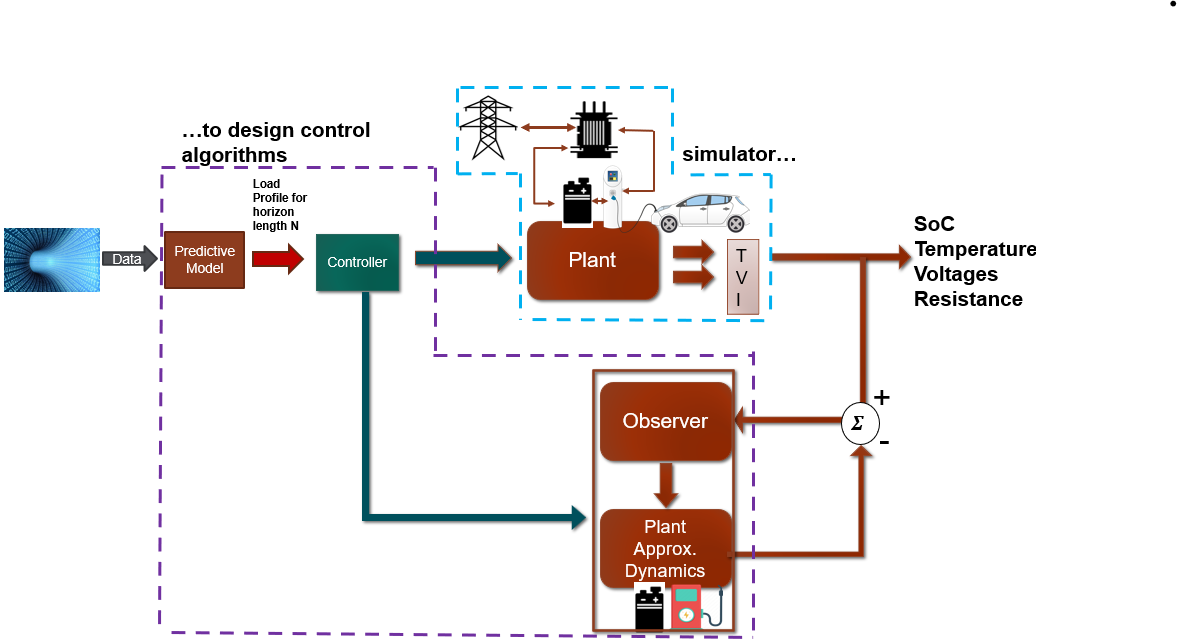 …to design control
algorithms
simulator…
Load
Profile for
horizon
length N
Data
Predictive
Model
Controller
Plant
T
V
I
SoC
Temperature
Voltages
Resistance
Observer
+
Σ
-
Plant
Approx.
Dynamics